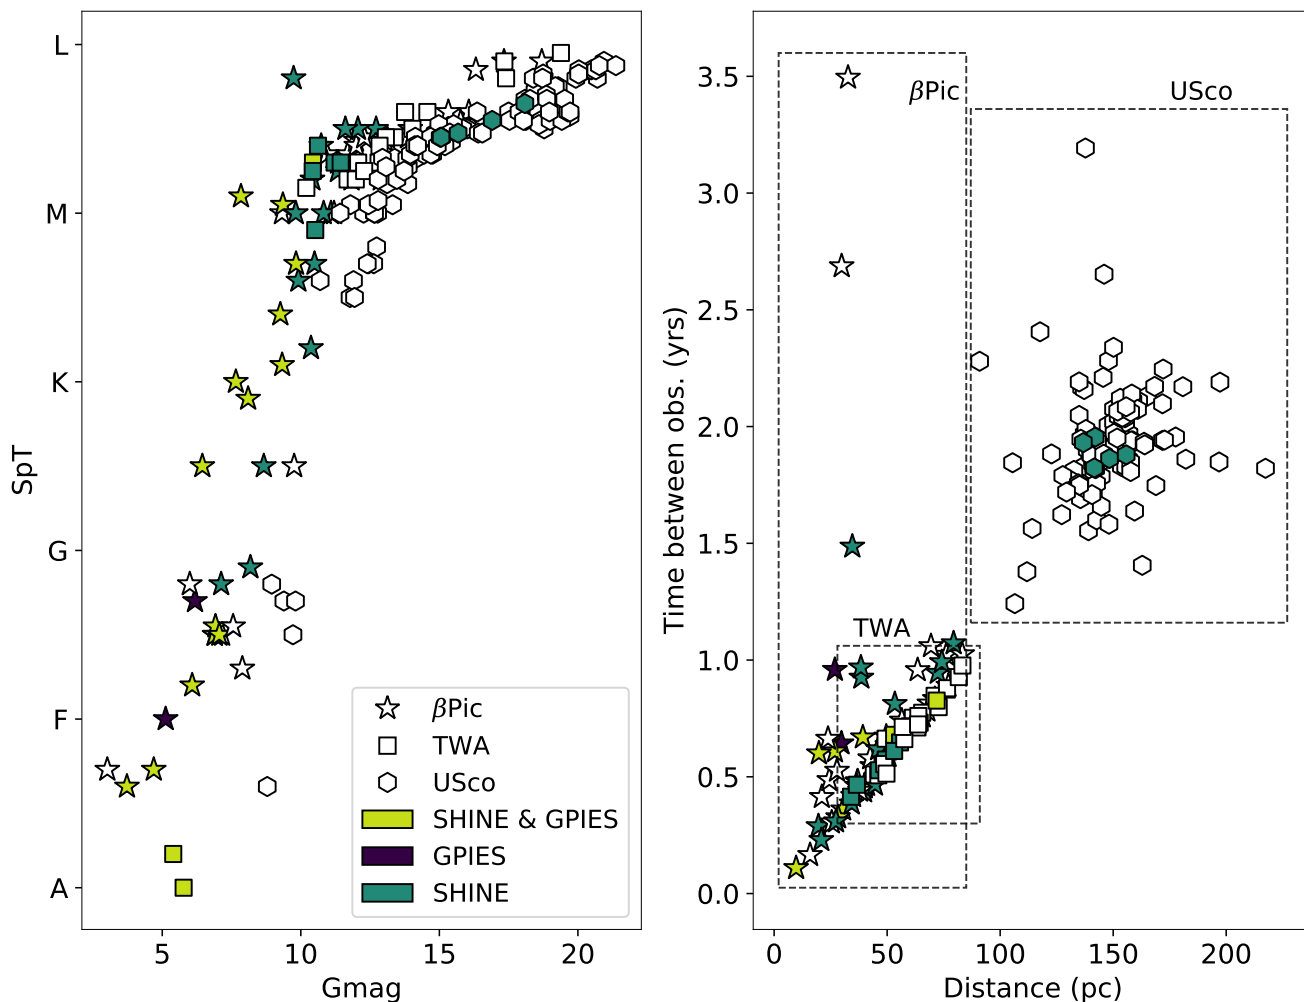 L
M
K
G
F
A
SpT
5
10
15
20
Gmag
βPic
TWA
USco
SHINE & GPIES
GPIES
SHINE
3.5
3.0
2.5
2.0
1.5
1.0
0.5
0.0
Time between obs. (yrs)
βPic
USco
TWA
0
50
100
150
200
Distance (pc)